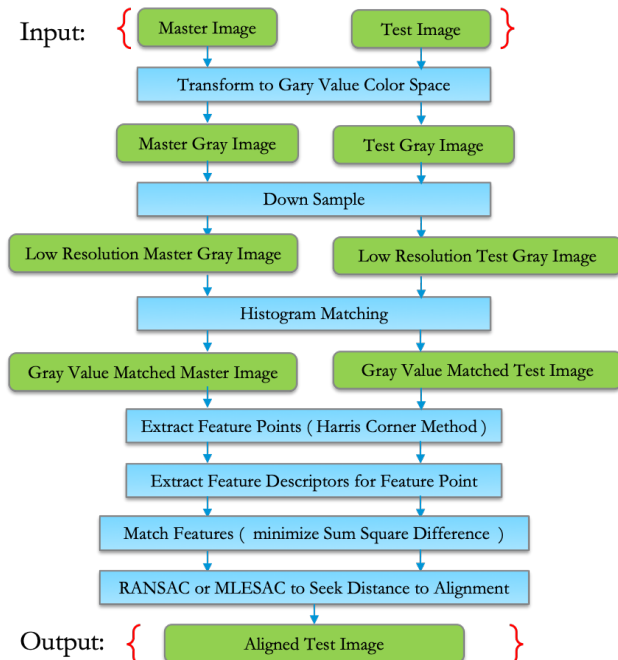 Input: { Master Image Test Image }
Transform to Gary Value Color Space
Master Gray Image Test Gray Image
Down Sample
Low Resolution Master Gray Image Low Resolution Test Gray Image
Histogram Matching
Gray Value Matched Master Image Gray Value Matched Test Image
Extract Feature Points ( Harris Corner Method )
Extract Feature Descriptors for Feature Point
Match Features ( minimize Sum Square Difference )
RANSAC or MLESAC to Seek Distance to Alignment
Output: { Aligned Test Image }